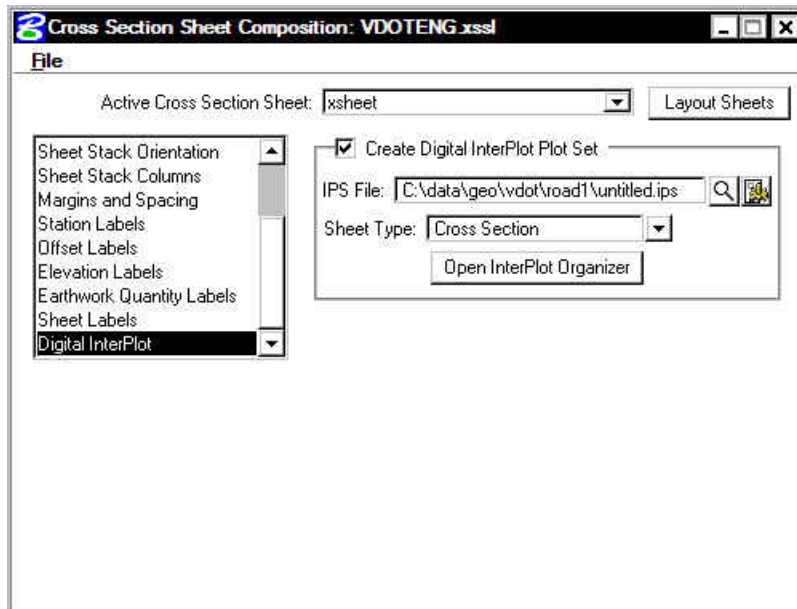 Cross Section Sheet Composition: VDOTENG.xssl
File
Active Cross Section Sheet: xsheet Layout Sheets
Sheet Stack Orientation
Sheet Stack Columns
Margins and Spacing
Station Labels
Offset Labels
Elevation Labels
Earthwork Quantity Labels
Sheet Labels
Digital InterPlot
Create Digital InterPlot Plot Set
IPS File: C:\data\geo\vdot\road1\untitled.ips
Sheet Type: Cross Section
Open InterPlot Organizer